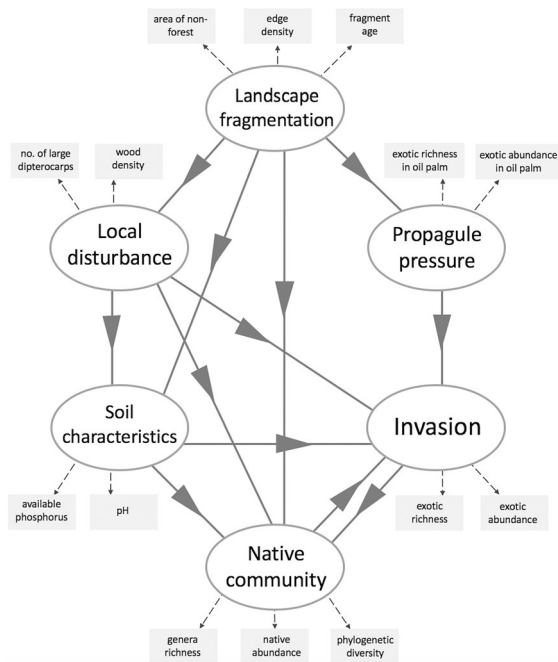 area of non-
forest
edge
density
fragment
age
Landscape
fragmentation
no. of large
dipterocarps
wood
density
exotic richness
in oil palm
exotic abundance
in oil palm
Local
disturbance
Propagule
pressure
Soil
characteristics
Invasion
available
phosphorus
pH
exotic
richness
exotic
abundance
Native
community
genera
richness
native
abundance
phylogenetic
diversity